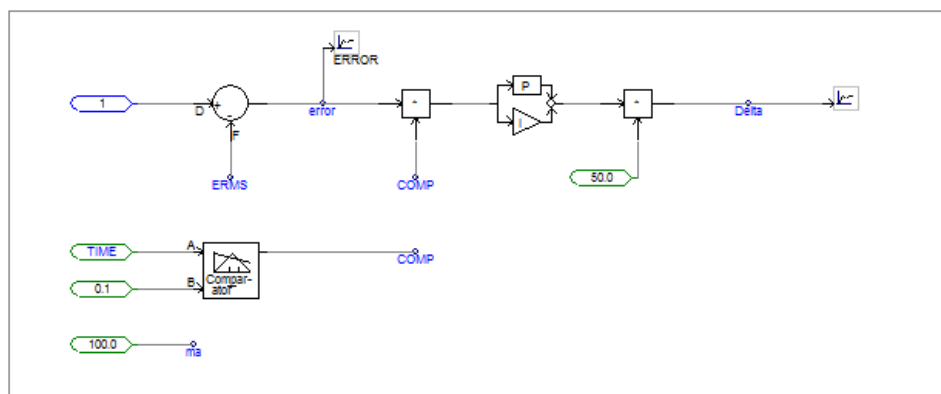 ERROR
1
D
+
-
F
error
*
P
I
*
Delta
ERMS
COMP
50.0
TIME
A
Compar-
ator
B
0.1
COMP
100.0
ma